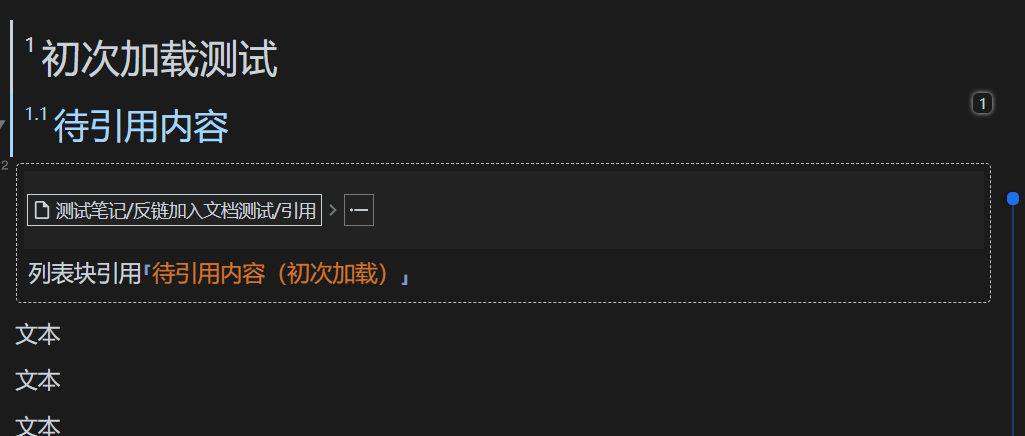 1 初次加载测试
1
1.1 待引用内容
2
测试笔记/反链加入文档测试/引用
列表块引用『待引用内容（初次加载）』
文本
文本
文本